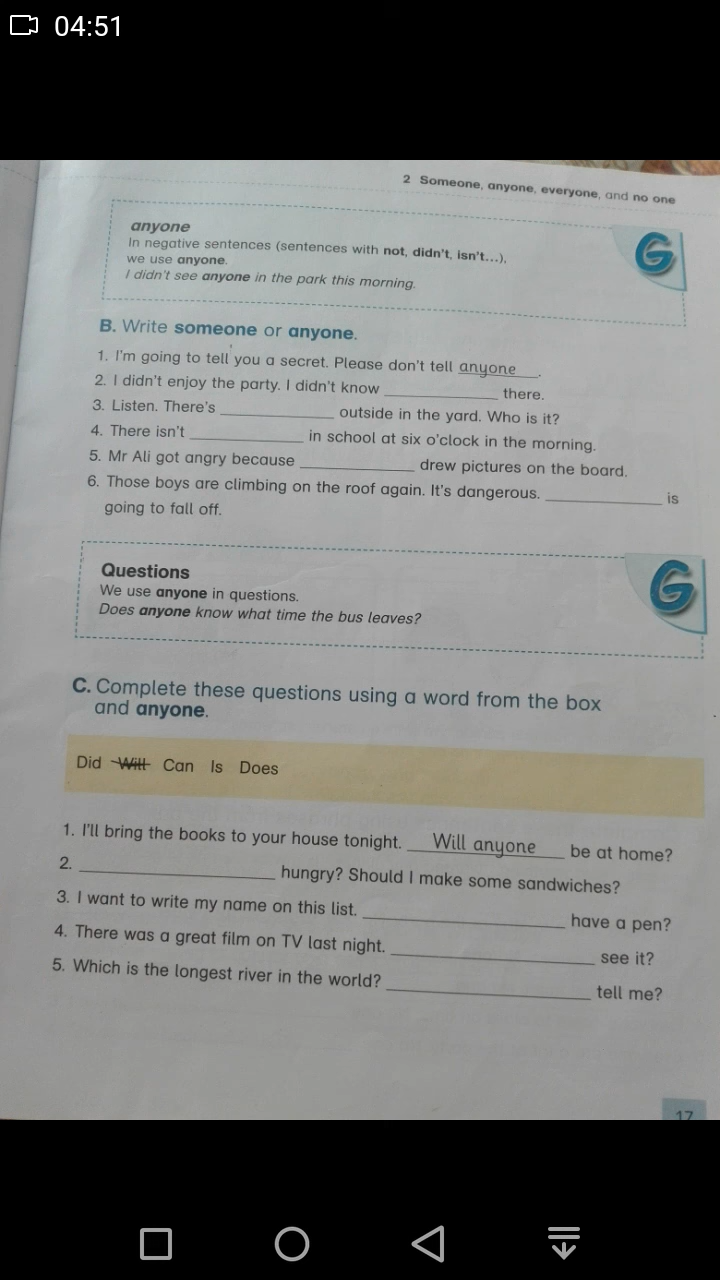 04:51
2 Someone, anyone, everyone, and no one
anyone
In negative sentences (sentences with not, didn't, isn't...),
we use anyone.
I didn't see anyone in the park this morning.
G
B. Write someone or anyone.
1. I'm going to tell you a secret. Please don't tell anyone.
2. I didn't enjoy the party. I didn't know __________ there.
3. Listen. There's __________ outside in the yard. Who is it?
4. There isn't __________ in school at six o'clock in the morning.
5. Mr Ali got angry because __________ drew pictures on the board.
6. Those boys are climbing on the roof again. It's dangerous. __________ is
going to fall off.
Questions
We use anyone in questions.
Does anyone know what time the bus leaves?
G
C. Complete these questions using a word from the box
and anyone.
Did Will Can Is Does
1. I'll bring the books to your house tonight. Will anyone be at home?
2. __________ hungry? Should I make some sandwiches?
3. I want to write my name on this list. __________ have a pen?
4. There was a great film on TV last night. __________ see it?
5. Which is the longest river in the world? __________ tell me?
17